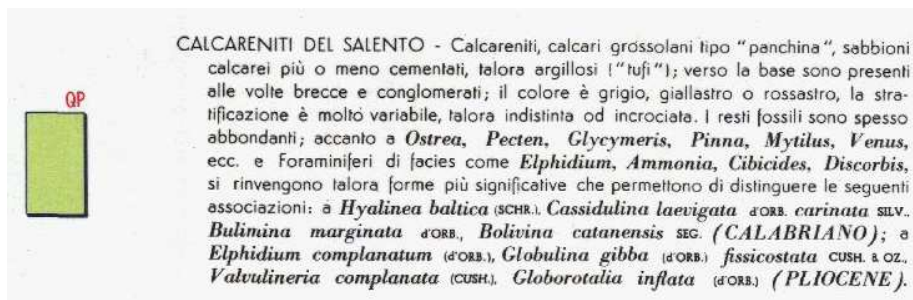 QP
CALCARENITI DEL SALENTO - Calcareniti, calcari grossolani tipo "panchina", sabbioni
calcarei più o meno cementati, talora argillosi ("tufi"); verso la base sono presenti
alle volte brecce e conglomerati; il colore è grigio, giallastro o rossastro, la stra-
tificazione è molto variabile, talora indistinta od incrociata. I resti fossili sono spesso
abbondanti; accanto a Ostrea, Pecten, Glycymeris, Pinna, Mytilus, Venus,
ecc. e Foraminiferi di facies come Elphidium, Ammonia, Cibicides, Discorbis,
si rinvengono talora forme più significative che permettono di distinguere le seguenti
associazioni: a Hyalinea baltica (SCHR.), Cassidulina laevigata d'ORB. carinata SILV.,
Bulimina marginata d'ORB., Bolivina catanensis SEG. (CALABRIANO); a
Elphidium complanatum (d'ORB.), Globulina gibba (d'ORB.) fissicostata CUSH. & OZ.,
Valvulineria complanata (CUSH.), Globorotalia inflata (d'ORB.) (PLIOCENE).